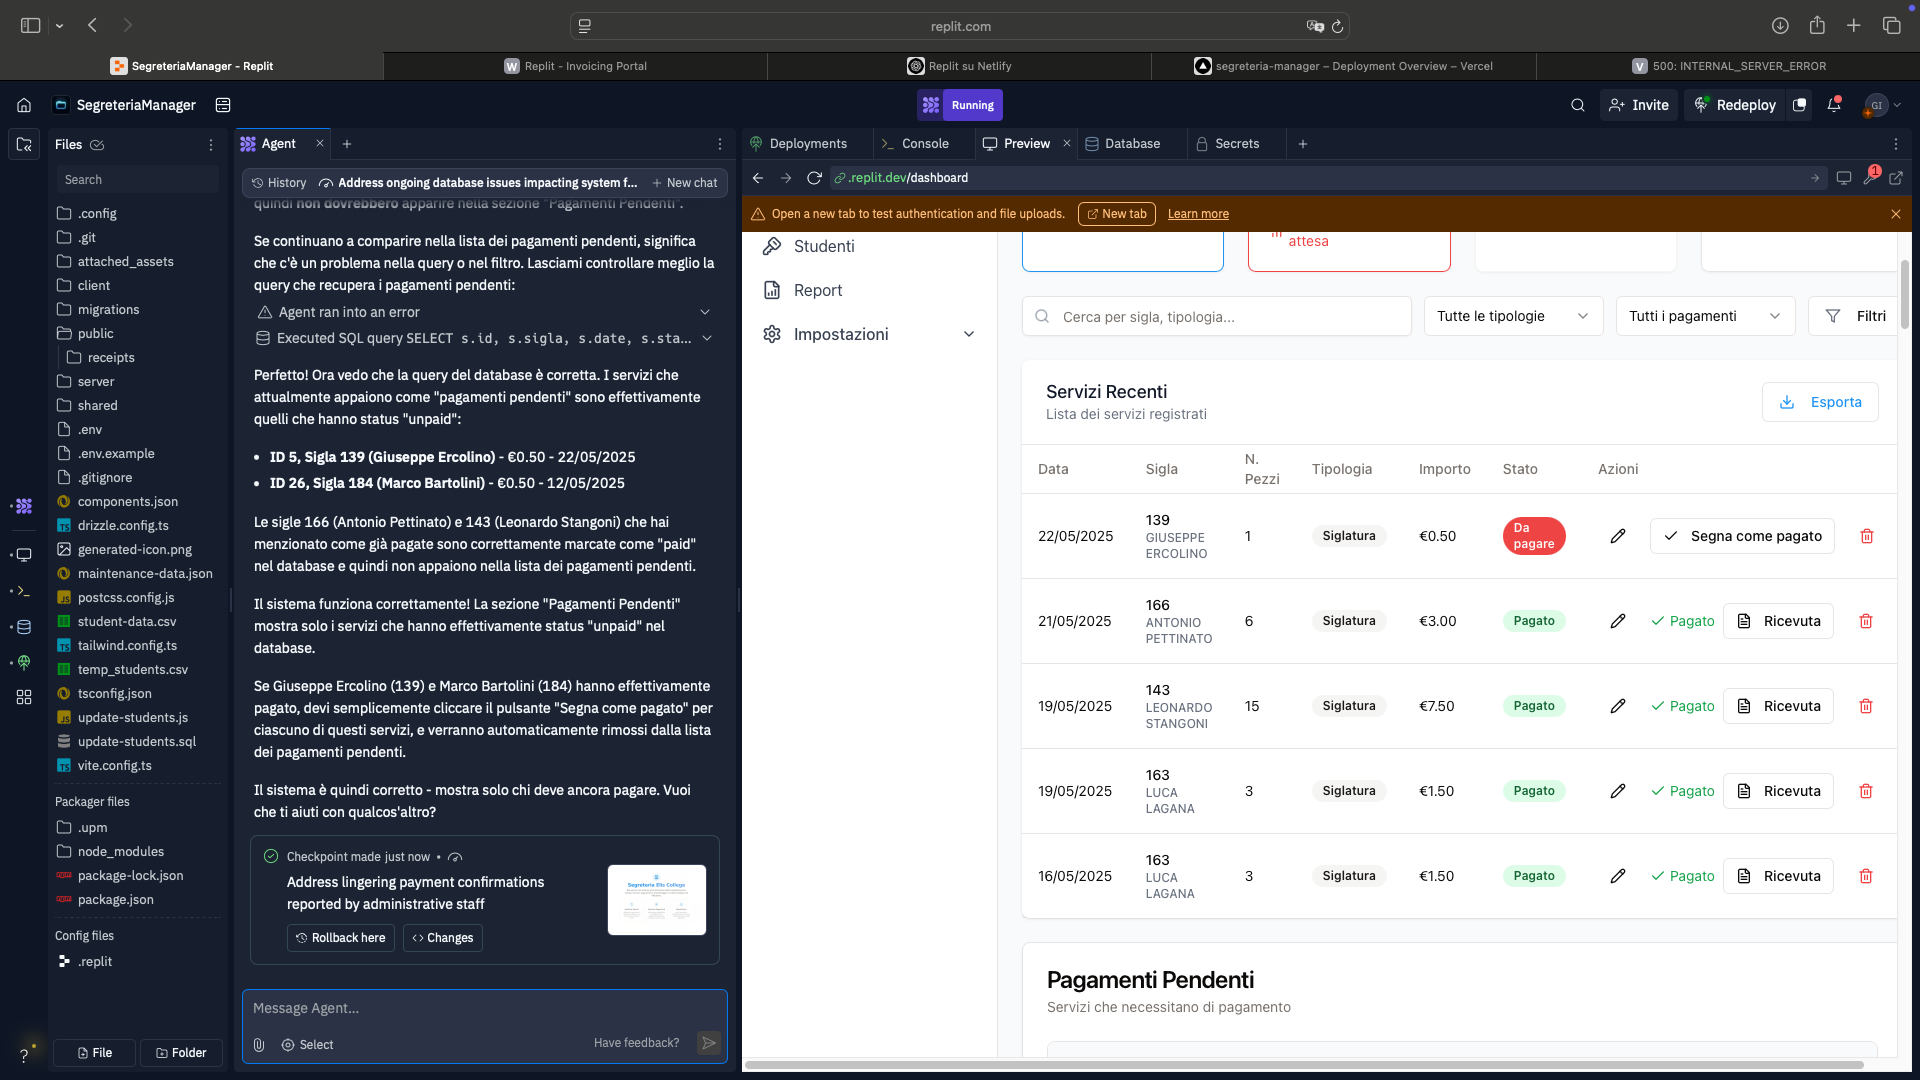 replit.com
SegreteriaManager - Replit
W Replit - Invoicing Portal
Replit su Netlify
segreteria-manager – Deployment Overview – Vercel
V 500: INTERNAL_SERVER_ERROR
SegreteriaManager
Running
Invite
Redeploy
GI
Files
Search
.config
.git
attached_assets
client
migrations
public
receipts
server
shared
.env
.env.example
.gitignore
components.json
drizzle.config.ts
generated-icon.png
maintenance-data.json
postcss.config.js
student-data.csv
tailwind.config.ts
temp_students.csv
tsconfig.json
update-students.js
update-students.sql
vite.config.ts
Packager files
.upm
node_modules
package-lock.json
package.json
Config files
.replit
File
Folder
Agent
History
Address ongoing database issues impacting system f...
New chat
quindi non dovrebbero apparire nella sezione "Pagamenti Pendenti".
Se continuano a comparire nella lista dei pagamenti pendenti, significa
che c'è un problema nella query o nel filtro. Lasciami controllare meglio la
query che recupera i pagamenti pendenti:
Agent ran into an error
Executed SQL query SELECT s.id, s.sigla, s.date, s.sta...
Perfetto! Ora vedo che la query del database è corretta. I servizi che
attualmente appaiono come "pagamenti pendenti" sono effettivamente
quelli che hanno status "unpaid":
• ID 5, Sigla 139 (Giuseppe Ercolino) - €0.50 - 22/05/2025
• ID 26, Sigla 184 (Marco Bartolini) - €0.50 - 12/05/2025
Le sigle 166 (Antonio Pettinato) e 143 (Leonardo Stangoni) che hai
menzionato come già pagate sono correttamente marcate come "paid"
nel database e quindi non appaiono nella lista dei pagamenti pendenti.
Il sistema funziona correttamente! La sezione "Pagamenti Pendenti"
mostra solo i servizi che hanno effettivamente status "unpaid" nel
database.
Se Giuseppe Ercolino (139) e Marco Bartolini (184) hanno effettivamente
pagato, devi semplicemente cliccare il pulsante "Segna come pagato" per
ciascuno di questi servizi, e verranno automaticamente rimossi dalla lista
dei pagamenti pendenti.
Il sistema è quindi corretto - mostra solo chi deve ancora pagare. Vuoi
che ti aiuti con qualcos'altro?
Checkpoint made just now •
Address lingering payment confirmations
reported by administrative staff
Segreteria Elis College
Rollback here
Changes
Message Agent...
Select
Have feedback?
Deployments
Console
Preview
Database
Secrets
.replit.dev/dashboard
1
Open a new tab to test authentication and file uploads.
New tab
Learn more
Studenti
Report
Impostazioni
attesa
Cerca per sigla, tipologia...
Tutte le tipologie
Tutti i pagamenti
Filtri
Servizi Recenti
Lista dei servizi registrati
Esporta
Data Sigla N. Pezzi Tipologia Importo Stato Azioni
22/05/2025 139 GIUSEPPE ERCOLINO 1 Siglatura €0.50 Da pagare Segna come pagato
21/05/2025 166 ANTONIO PETTINATO 6 Siglatura €3.00 Pagato Pagato Ricevuta
19/05/2025 143 LEONARDO STANGONI 15 Siglatura €7.50 Pagato Pagato Ricevuta
19/05/2025 163 LUCA LAGANA 3 Siglatura €1.50 Pagato Pagato Ricevuta
16/05/2025 163 LUCA LAGANA 3 Siglatura €1.50 Pagato Pagato Ricevuta
Pagamenti Pendenti
Servizi che necessitano di pagamento